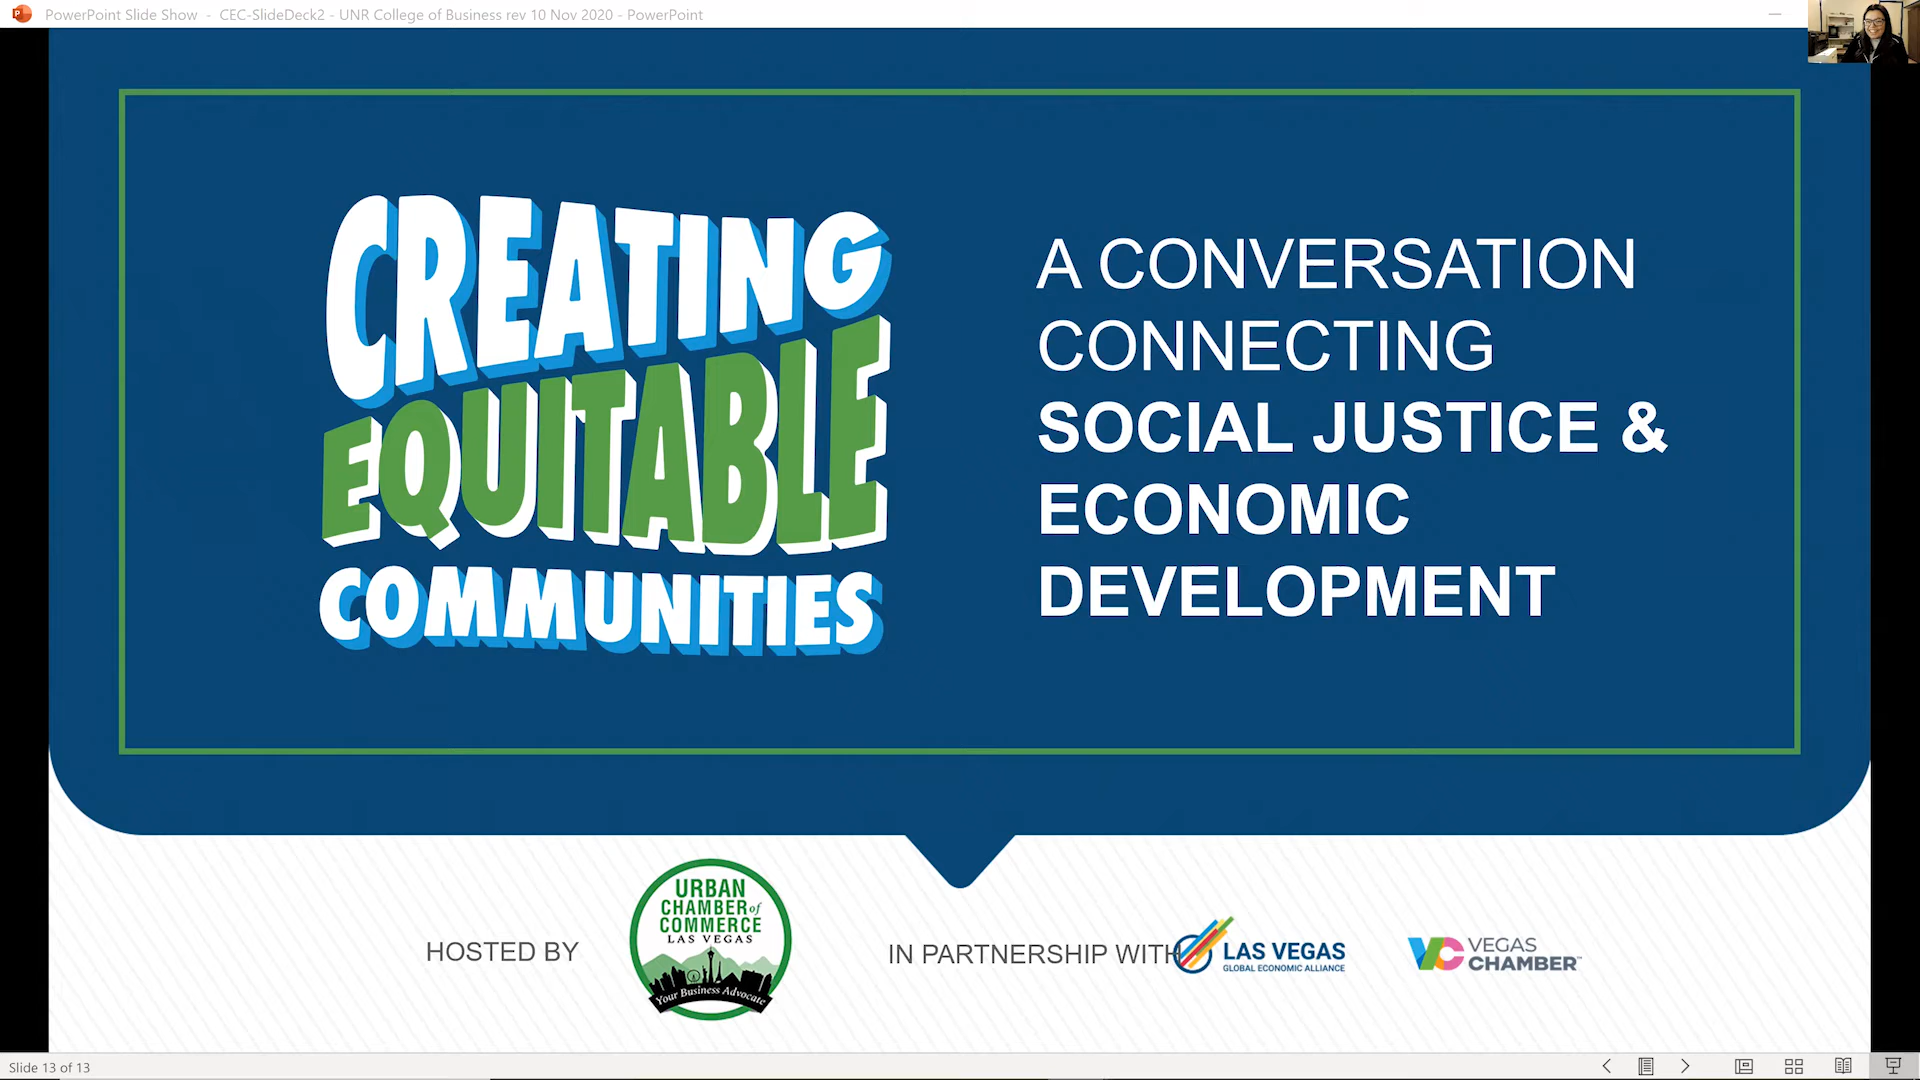 PowerPoint Slide Show - CEC-SlideDeck2 - UNR College of Business rev 10 Nov 2020 - PowerPoint
CREATING
EQUITABLE
COMMUNITIES
A CONVERSATION
CONNECTING
SOCIAL JUSTICE &
ECONOMIC
DEVELOPMENT
HOSTED BY
URBAN
CHAMBER of
COMMERCE
LAS VEGAS
Your Business Advocate
IN PARTNERSHIP WITH
LAS VEGAS
GLOBAL ECONOMIC ALLIANCE
VC VEGAS
CHAMBER™
Slide 13 of 13